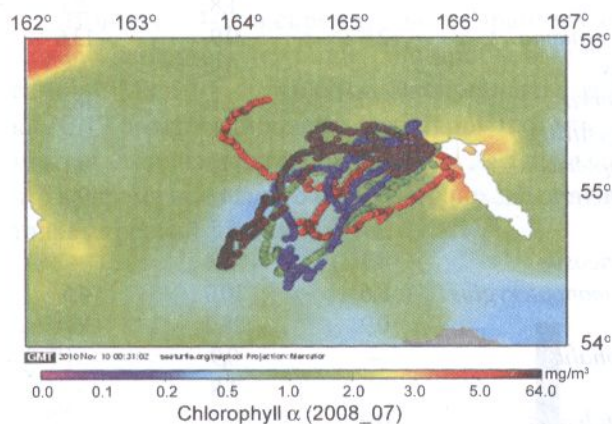 162° 163° 164° 165° 166° 167°
56°
55°
54°
GMT 2010 Nov 10 00:31:02 seaturtle.org/maptool Projection: Mercator
0.0 0.1 0.2 0.5 1.0 2.0 3.0 5.0 64.0 mg/m³
Chlorophyll α (2008_07)